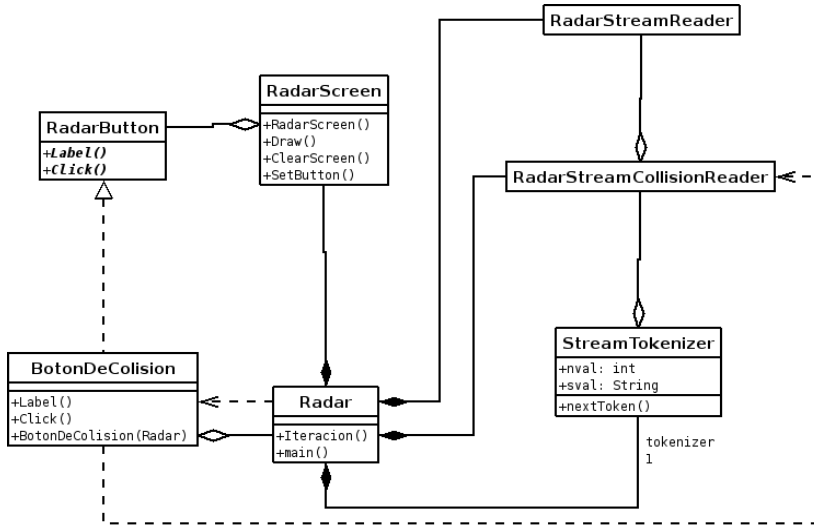 RadarStreamReader
RadarScreen
+RadarScreen()
+Draw()
+ClearScreen()
+SetButton()
RadarButton
+Label()
+Click()
RadarStreamCollisionReader
StreamTokenizer
+nval: int
+sval: String
+nextToken()
BotonDeColision
+Label()
+Click()
+BotonDeColision(Radar)
Radar
+Iteracion()
+main()
tokenizer
1